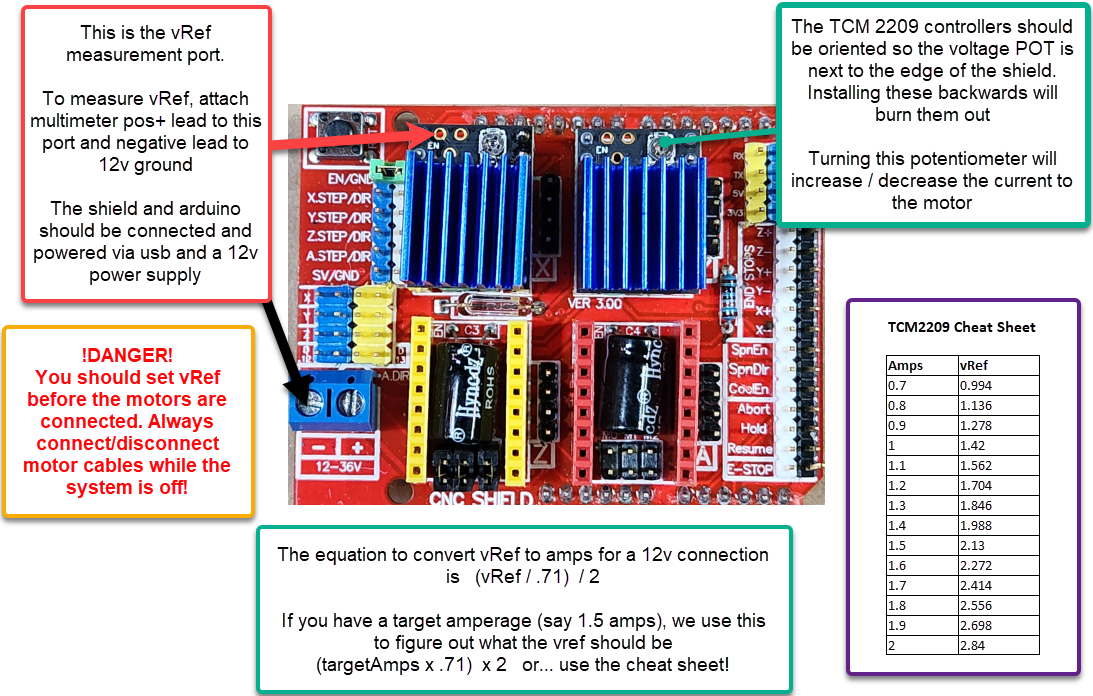 This is the vRef
measurement port.
To measure vRef, attach
multimeter pos+ lead to this
port and negative lead to
12v ground
The shield and arduino
should be connected and
powered via usb and a 12v
power supply
The TCM 2209 controllers should
be oriented so the voltage POT is
next to the edge of the shield.
Installing these backwards will
burn them out
Turning this potentiometer will
increase / decrease the current to
the motor
!DANGER!
You should set vRef
before the motors are
connected. Always
connect/disconnect
motor cables while the
system is off!
EN
EN
EN/GND
X.STEP/DIR
Y.STEP/DIR
Z.STEP/DIR
A.STEP/DIR
5V/GND
X
VER 3.00
RX
TX
5V
3V3
Z+
Z-
Y+
Y-
X+
X-
END STOPS
SpnEn
SpnDir
CoolEn
Abort
Hold
Resume
E-STOP
A.DIR
- +
12-36V
EN
C3
Hyncdz
ROHS
Z
EN
C4
Hyncdz
A
CNC SHIELD
TCM2209 Cheat Sheet
Amps vRef
0.7 0.994
0.8 1.136
0.9 1.278
1 1.42
1.1 1.562
1.2 1.704
1.3 1.846
1.4 1.988
1.5 2.13
1.6 2.272
1.7 2.414
1.8 2.556
1.9 2.698
2 2.84
The equation to convert vRef to amps for a 12v connection
is (vRef / .71) / 2
If you have a target amperage (say 1.5 amps), we use this
to figure out what the vref should be
(targetAmps x .71) x 2 or... use the cheat sheet!